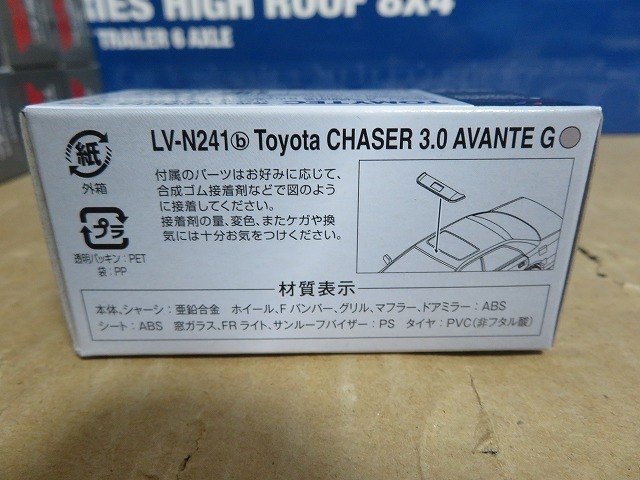 RIES HIGH ROOF 8X4
TRAILER 6 AXLE
TOMYTEC
LV-N241ⓑ Toyota CHASER 3.0 AVANTE G
紙
外箱
プラ
透明パッキン:PET
袋:PP
付属のパーツはお好みに応じて、
合成ゴム接着剤などで図のよう
に接着してください。
接着剤の量、変色、またケガや換
気には十分お気をつけください。
材質表示
本体、シャーシ:亜鉛合金 ホイール、Fバンパー、グリル、マフラー、ドアミラー:ABS
シート:ABS 窓ガラス、FRライト、サンルーフバイザー:PS タイヤ:PVC(非フタル酸)